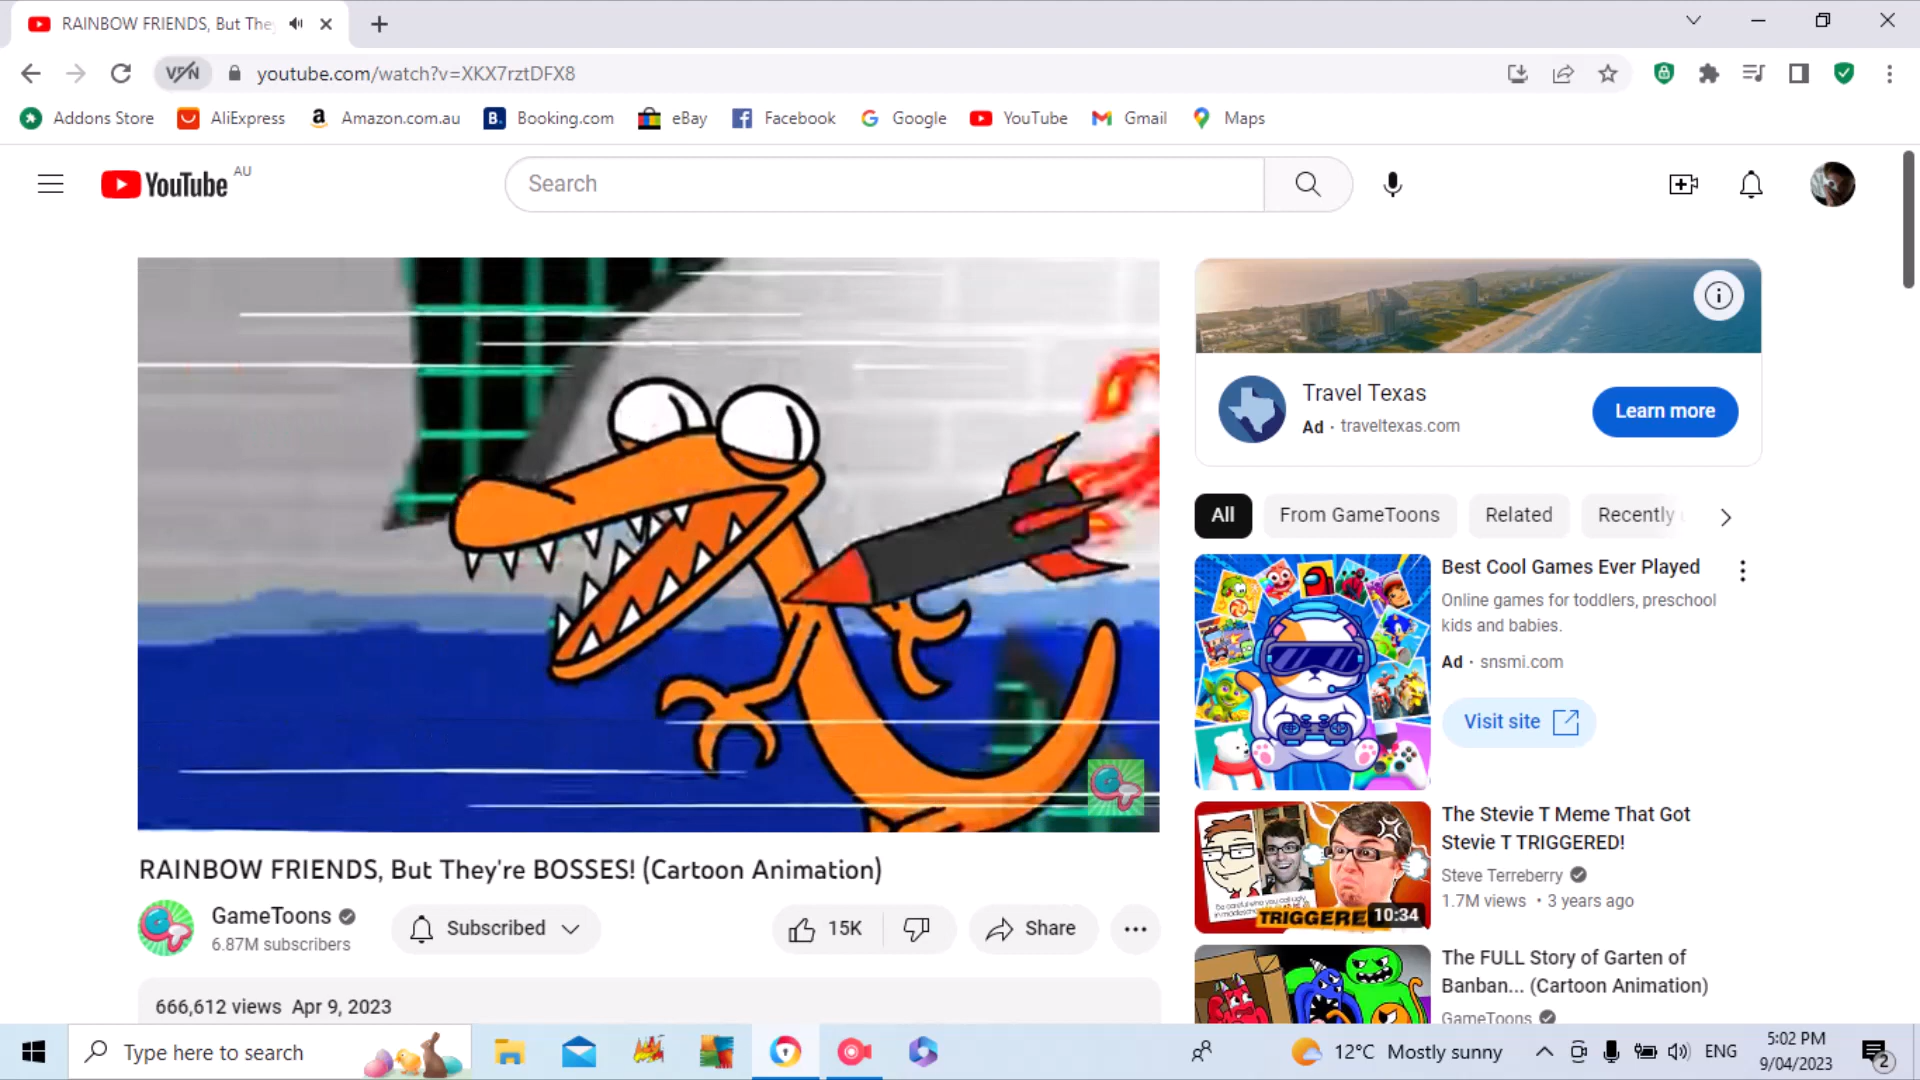 RAINBOW FRIENDS, But The
VPN
youtube.com/watch?v=XKX7rztDFX8
Addons Store
AliExpress
Amazon.com.au
Booking.com
eBay
Facebook
Google
YouTube
Gmail
Maps
YouTube AU
Search
Travel Texas
Ad · traveltexas.com
Learn more
All
From GameToons
Related
Recently
Best Cool Games Ever Played
Online games for toddlers, preschool
kids and babies.
Ad · snsmi.com
Visit site
The Stevie T Meme That Got
Stevie T TRIGGERED!
Steve Terreberry
1.7M views • 3 years ago
TRIGGERE
10:34
The FULL Story of Garten of
Banban... (Cartoon Animation)
GameToons
RAINBOW FRIENDS, But They're BOSSES! (Cartoon Animation)
GameToons
6.87M subscribers
Subscribed
15K
Share
666,612 views Apr 9, 2023
Type here to search
12°C Mostly sunny
ENG
5:02 PM
9/04/2023
2